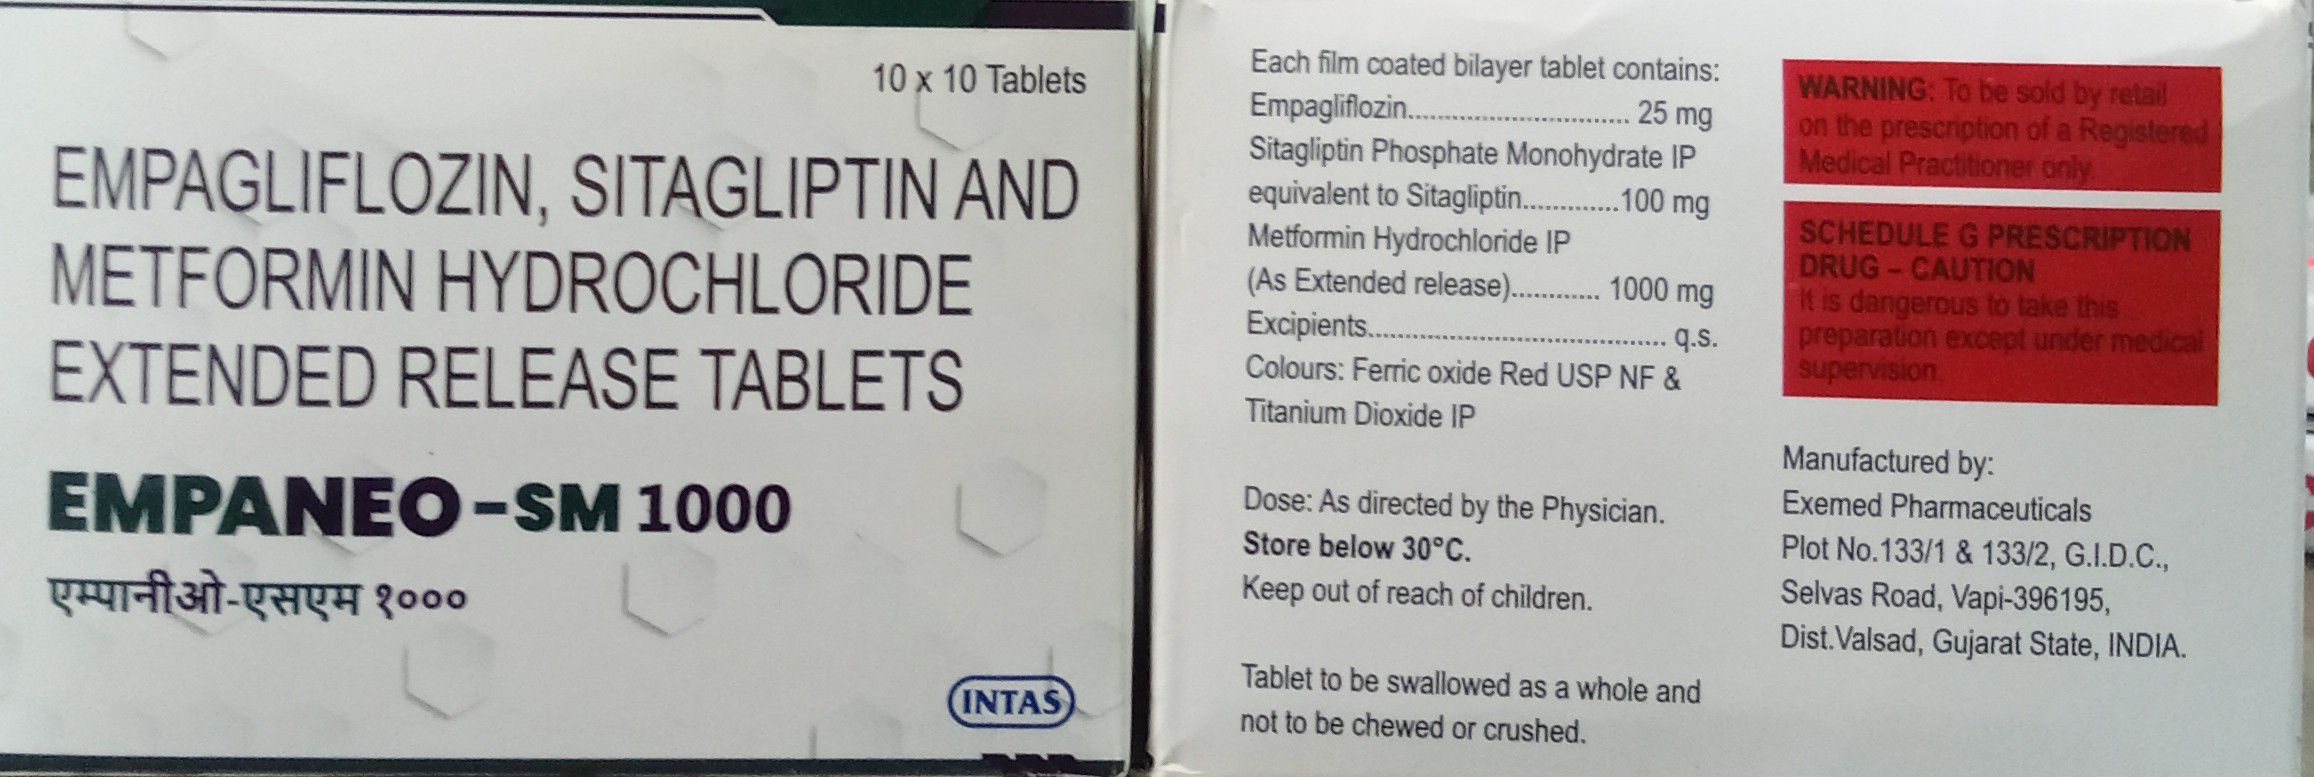 10 x 10 Tablets
EMPAGLIFLOZIN, SITAGLIPTIN AND
METFORMIN HYDROCHLORIDE
EXTENDED RELEASE TABLETS
EMPANEO-SM 1000
एम्पानीओ-एसएम १०००
INTAS
Each film coated bilayer tablet contains:
Empagliflozin.............................. 25 mg
Sitagliptin Phosphate Monohydrate IP
equivalent to Sitagliptin.............100 mg
Metformin Hydrochloride IP
(As Extended release)............ 1000 mg
Excipients........................................ q.s.
Colours: Ferric oxide Red USP NF &
Titanium Dioxide IP
Dose: As directed by the Physician.
Store below 30°C.
Keep out of reach of children.
Tablet to be swallowed as a whole and
not to be chewed or crushed.
WARNING: To be sold by retail
on the prescription of a Registered
Medical Practitioner only.
SCHEDULE G PRESCRIPTION
DRUG – CAUTION
It is dangerous to take this
preparation except under medical
supervision.
Manufactured by:
Exemed Pharmaceuticals
Plot No.133/1 & 133/2, G.I.D.C.,
Selvas Road, Vapi-396195,
Dist.Valsad, Gujarat State, INDIA.